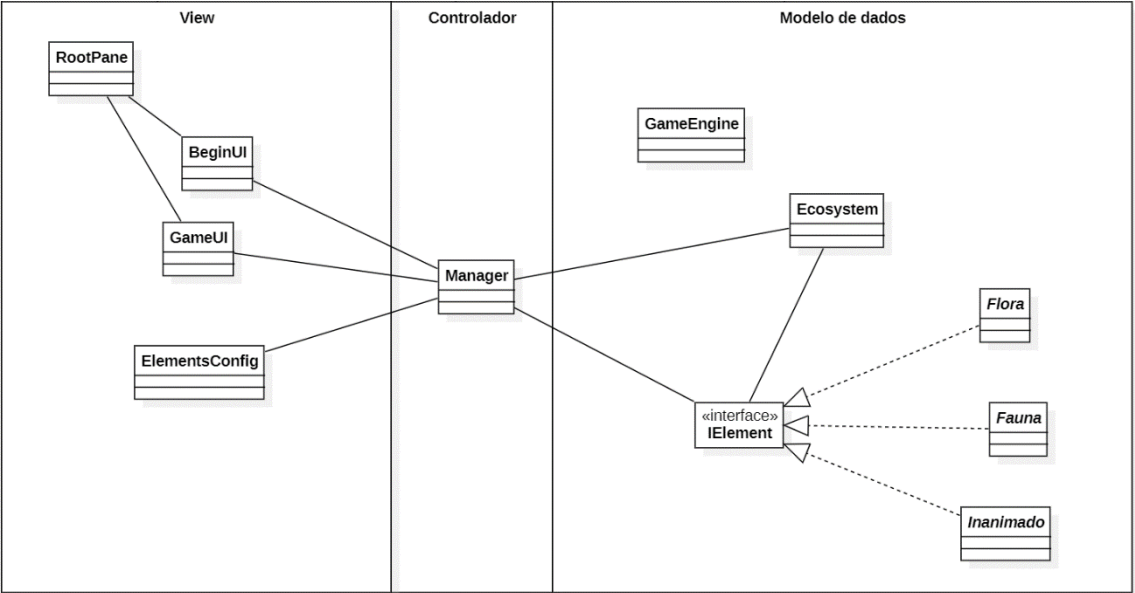 View
Controlador
Modelo de dados
RootPane
BeginUI
GameUI
ElementsConfig
Manager
GameEngine
Ecosystem
«interface»
IElement
Flora
Fauna
Inanimado